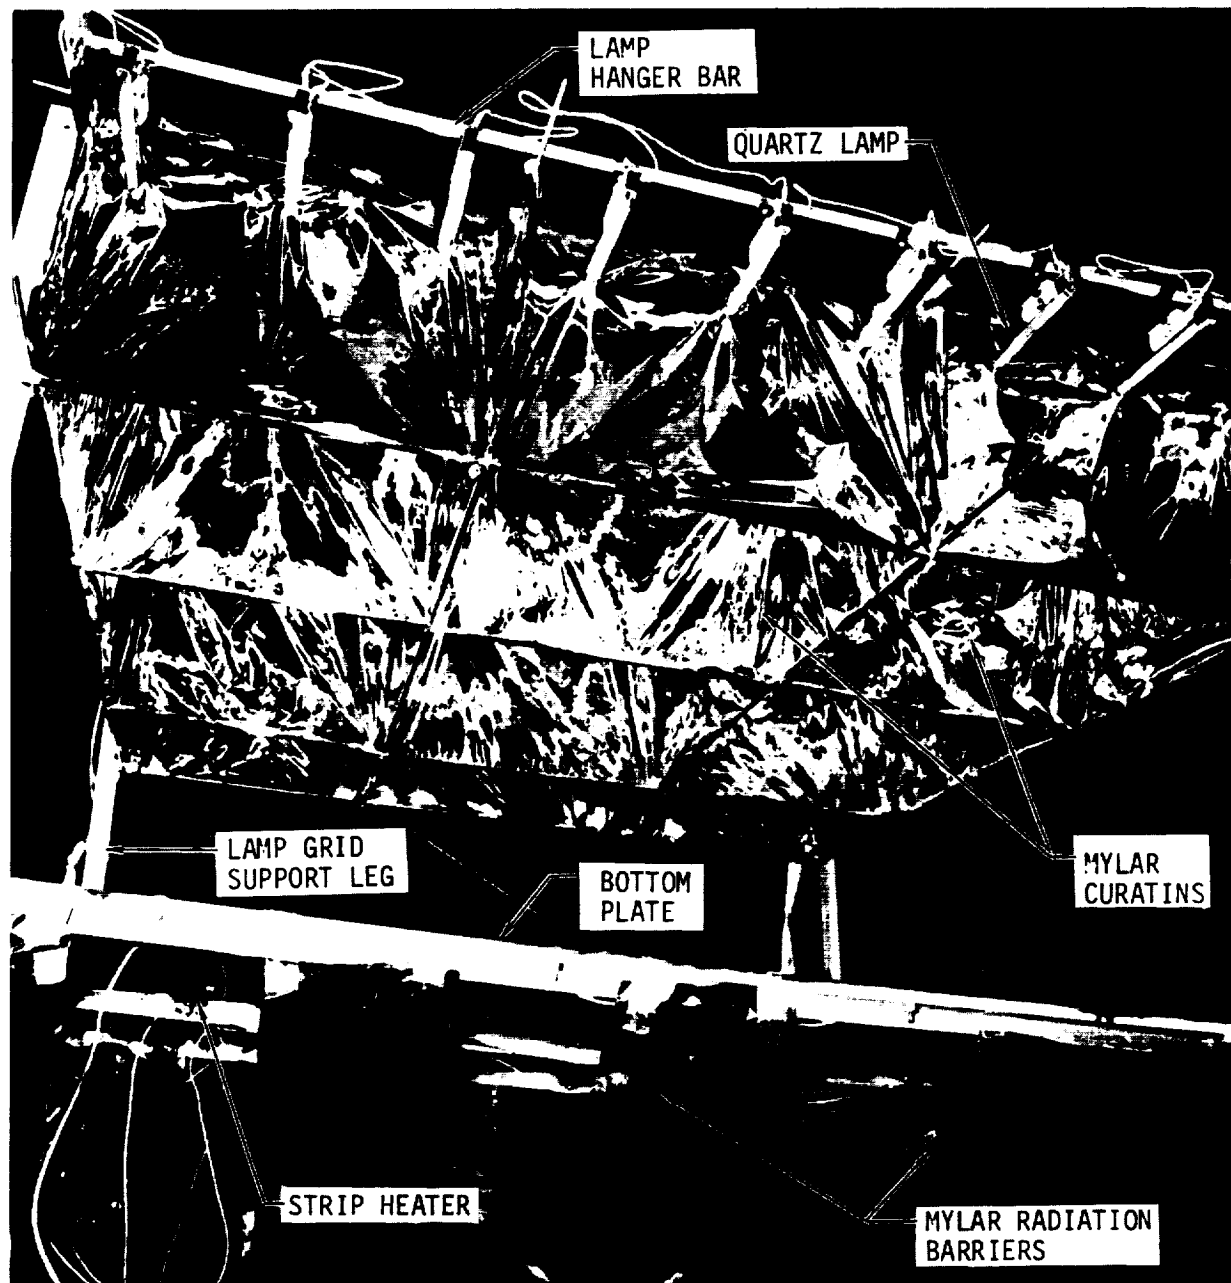 LAMP
HANGER BAR
QUARTZ LAMP
LAMP GRID
SUPPORT LEG
BOTTOM
PLATE
MYLAR
CURATINS
STRIP HEATER
MYLAR RADIATION
BARRIERS